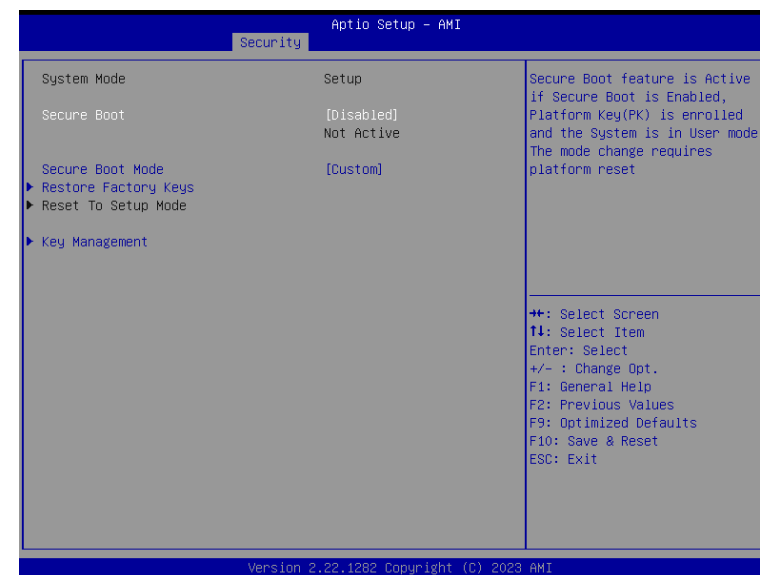 Aptio Setup – AMI
Security
System Mode Setup
Secure Boot [Disabled]
Not Active
Secure Boot Mode [Custom]
Restore Factory Keys
Reset To Setup Mode
Key Management
Secure Boot feature is Active
if Secure Boot is Enabled,
Platform Key(PK) is enrolled
and the System is in User mode
The mode change requires
platform reset
→←: Select Screen
↑↓: Select Item
Enter: Select
+/– : Change Opt.
F1: General Help
F2: Previous Values
F9: Optimized Defaults
F10: Save & Reset
ESC: Exit
Version 2.22.1282 Copyright (C) 2023 AMI